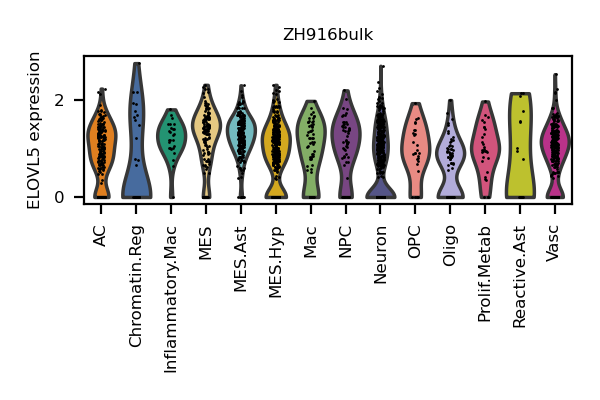 ZH916bulk
ELOVL5 expression
2
0
AC
Chromatin.Reg
Inflammatory.Mac
MES
MES.Ast
MES.Hyp
Mac
NPC
Neuron
OPC
Oligo
Prolif.Metab
Reactive.Ast
Vasc